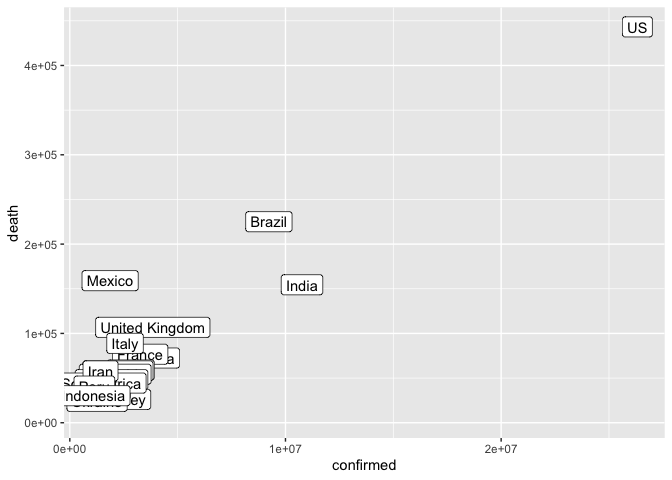 US
4e+05
3e+05
Brazil
2e+05
Mexico
India
United Kingdom
1e+05
Italy
France
Iran
Indonesia
0e+00
0e+00
1e+07
2e+07
confirmed
death